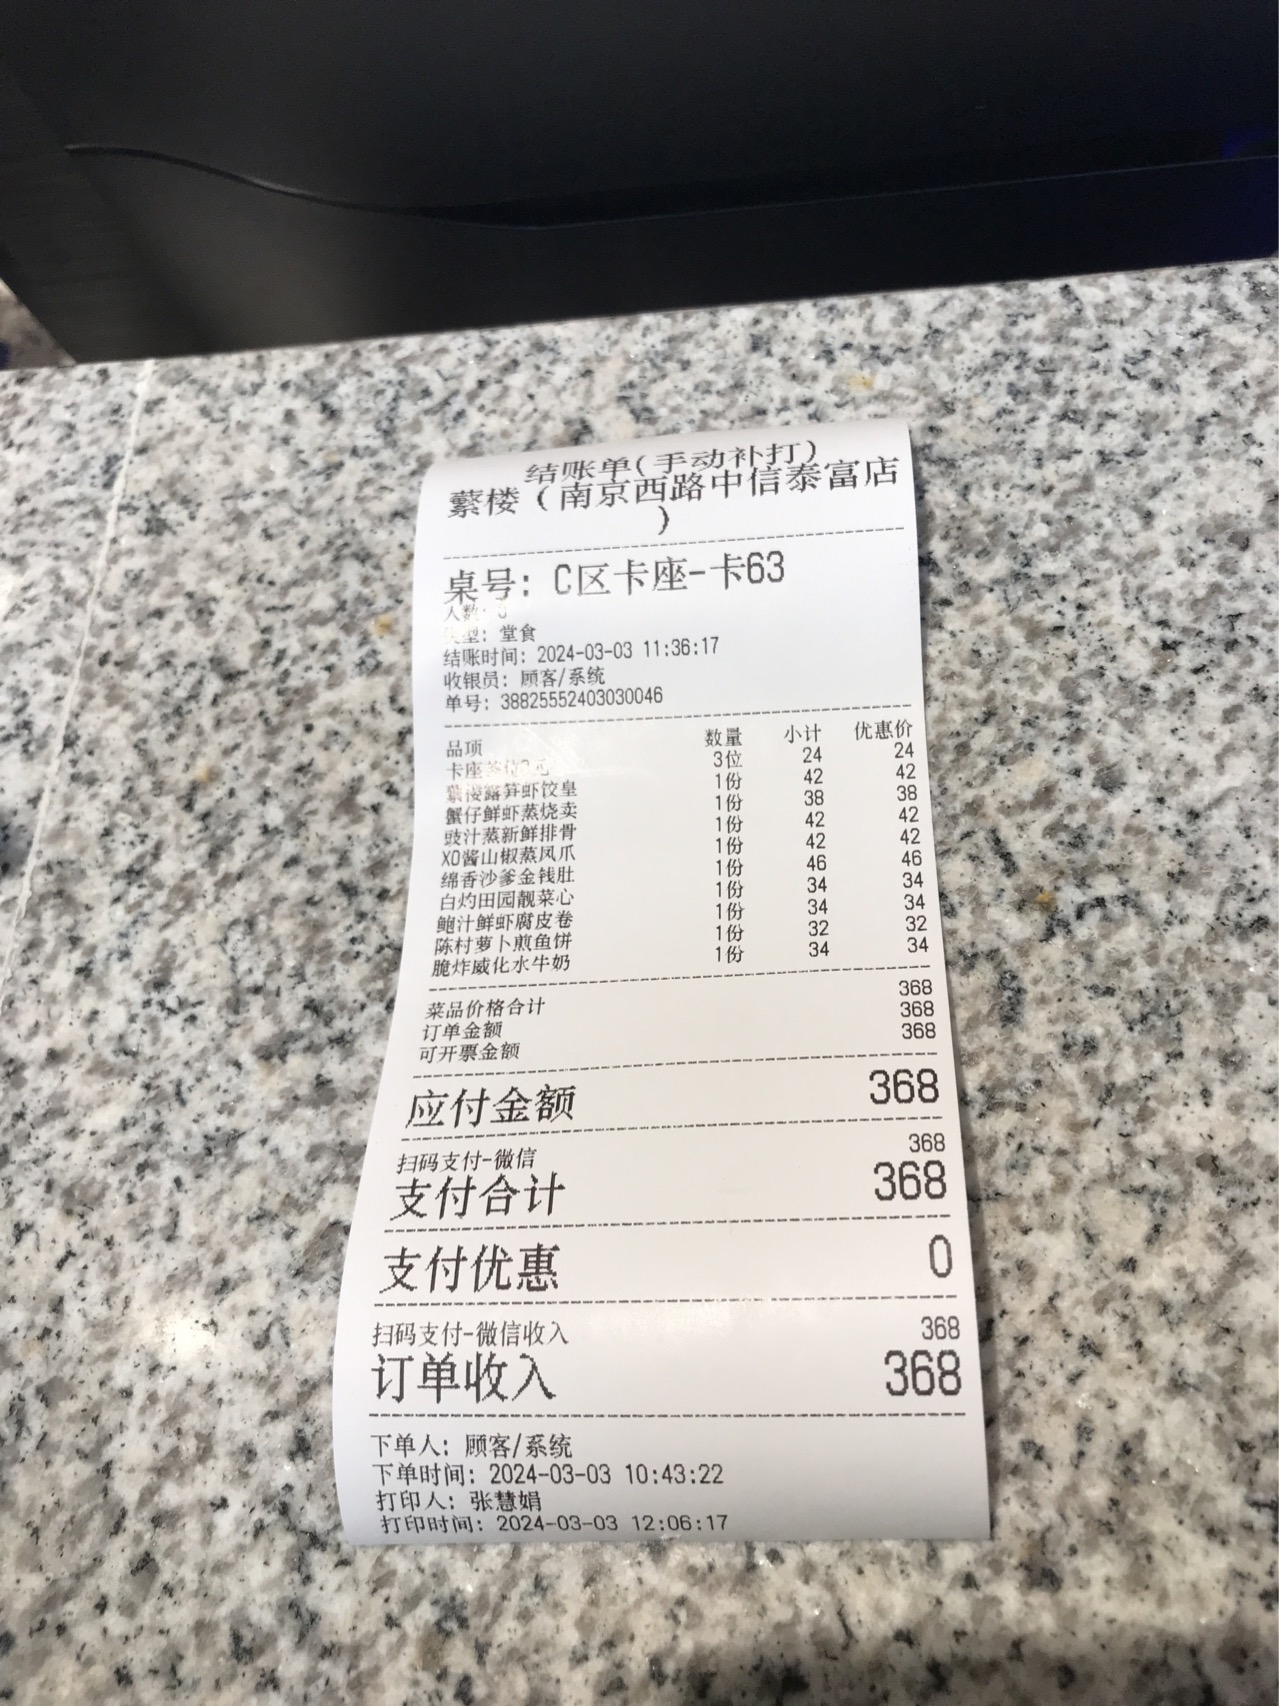 结账单(手动补打)
蘩楼（南京西路中信泰富店
）
桌号: C区卡座-卡63
人数:
类型: 堂食
结账时间: 2024-03-03 11:36:17
收银员: 顾客/系统
单号: 38825552403030046
品项 数量 小计 优惠价
卡座 3位 24 24
蘩楼露笋虾饺皇 1份 42 42
蟹仔鲜虾蒸烧卖 1份 38 38
豉汁蒸新鲜排骨 1份 42 42
XO酱山椒蒸凤爪 1份 42 42
绵香沙爹金钱肚 1份 46 46
白灼田园靓菜心 1份 34 34
鲍汁鲜虾腐皮卷 1份 34 34
陈村萝卜煎鱼饼 1份 32 32
脆炸威化水牛奶 1份 34 34
菜品价格合计 368
订单金额 368
可开票金额 368
应付金额 368
扫码支付-微信 368
支付合计 368
支付优惠 0
扫码支付-微信收入 368
订单收入 368
下单人: 顾客/系统
下单时间: 2024-03-03 10:43:22
打印人: 张慧娟
打印时间: 2024-03-03 12:06:17